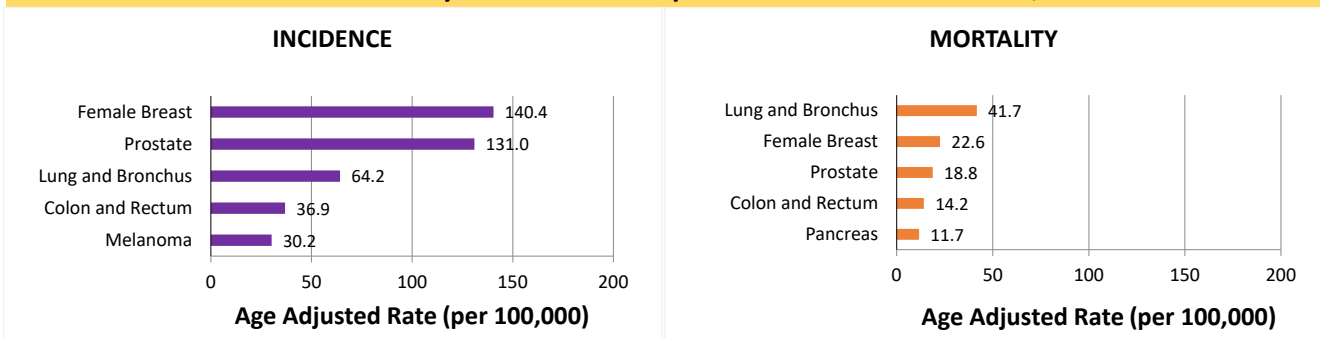 INCIDENCE
Female Breast 140.4
Prostate 131.0
Lung and Bronchus 64.2
Colon and Rectum 36.9
Melanoma 30.2
0 50 100 150 200
Age Adjusted Rate (per 100,000)
MORTALITY
Lung and Bronchus 41.7
Female Breast 22.6
Prostate 18.8
Colon and Rectum 14.2
Pancreas 11.7
0 50 100 150 200
Age Adjusted Rate (per 100,000)